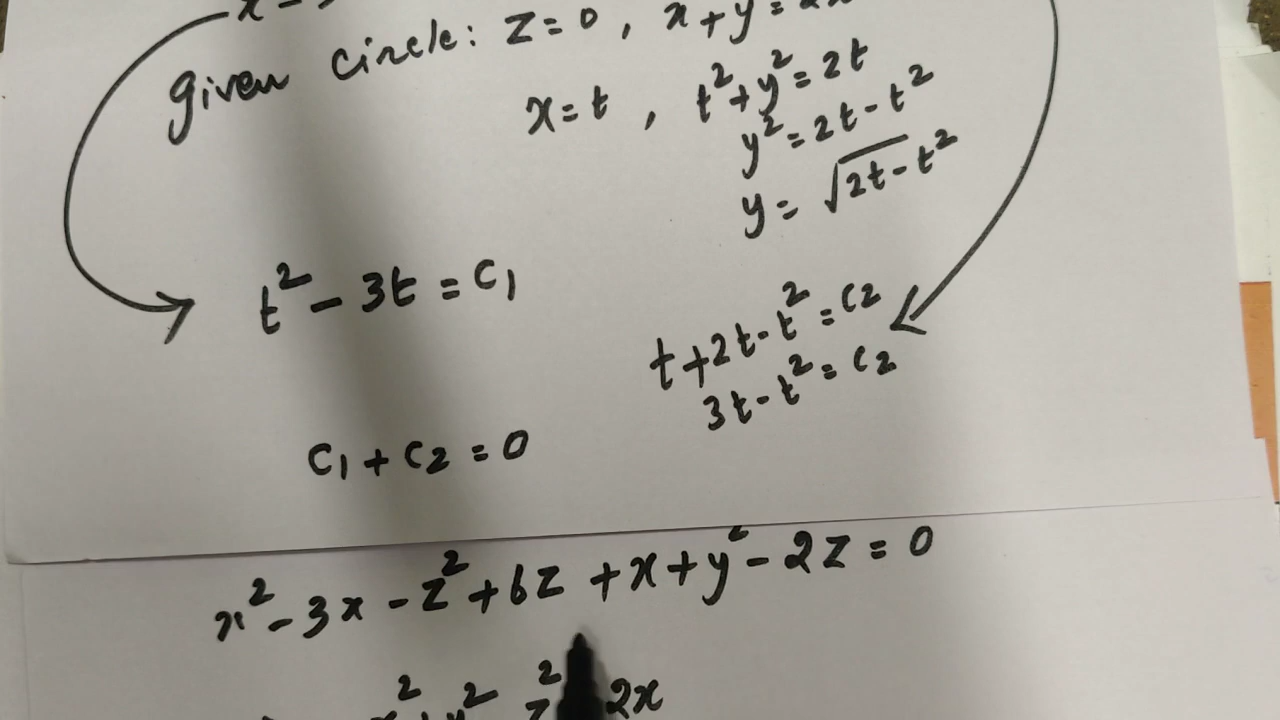 x -
given circle: z = 0, x + y =
x = t, t² + y² = 2t
y² = 2t - t²
y = √2t - t²
t² - 3t = c₁
t + 2t - t² = c₂
3t - t² = c₂
c₁ + c₂ = 0
x² - 3x - z² + 6z + x + y² - 2z = 0
2x